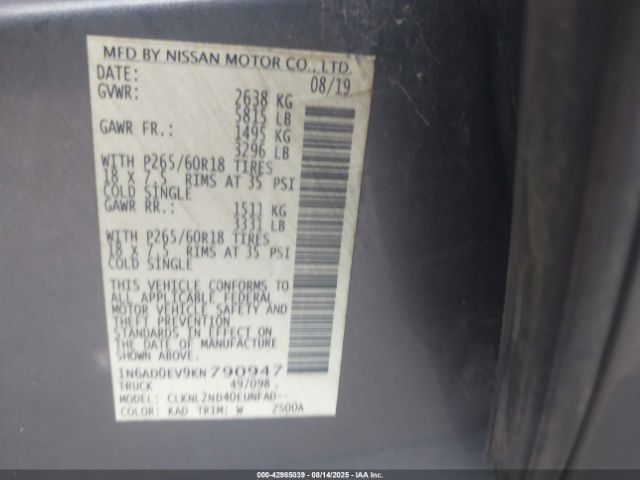 MFD BY NISSAN MOTOR CO., LTD.
DATE: 08/19
GVWR: 2638 KG
5815 LB
GAWR FR.: 1495 KG
3296 LB
WITH P265/60R18 TIRES
18 X 7.5 RIMS AT 35 PSI
COLD SINGLE
GAWR RR.: 1511 KG
3331 LB
WITH P265/60R18 TIRES
18 X 7.5 RIMS AT 35 PSI
COLD SINGLE
THIS VEHICLE CONFORMS TO
ALL APPLICABLE FEDERAL
MOTOR VEHICLE SAFETY AND
THEFT PREVENTION
STANDARDS IN EFFECT ON
THE DATE OF MANUFACTURE
SHOWN ABOVE.
1N6AD0EV9KN790947
TRUCK 49/098.
MODEL: CLKNL2ND40EUNFAD--
COLOR: KAD TRIM: W 2S00A
000-42985039 | 08/14/2025 - IAAI.com